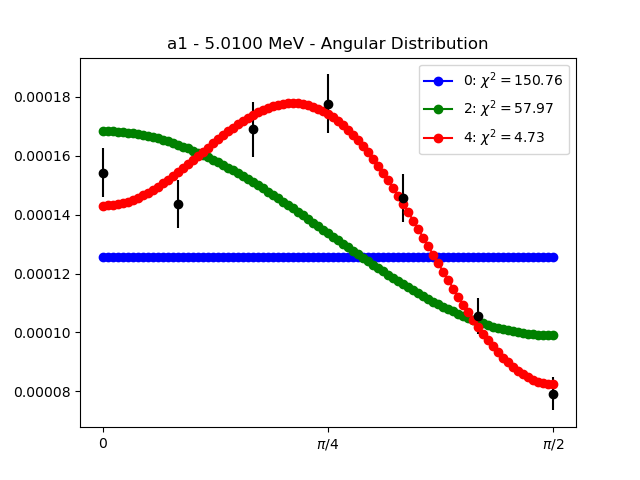 a1 - 5.0100 MeV - Angular Distribution
0: χ² = 150.76
2: χ² = 57.97
4: χ² = 4.73
0.00018
0.00016
0.00014
0.00012
0.00010
0.00008
0 π/4 π/2